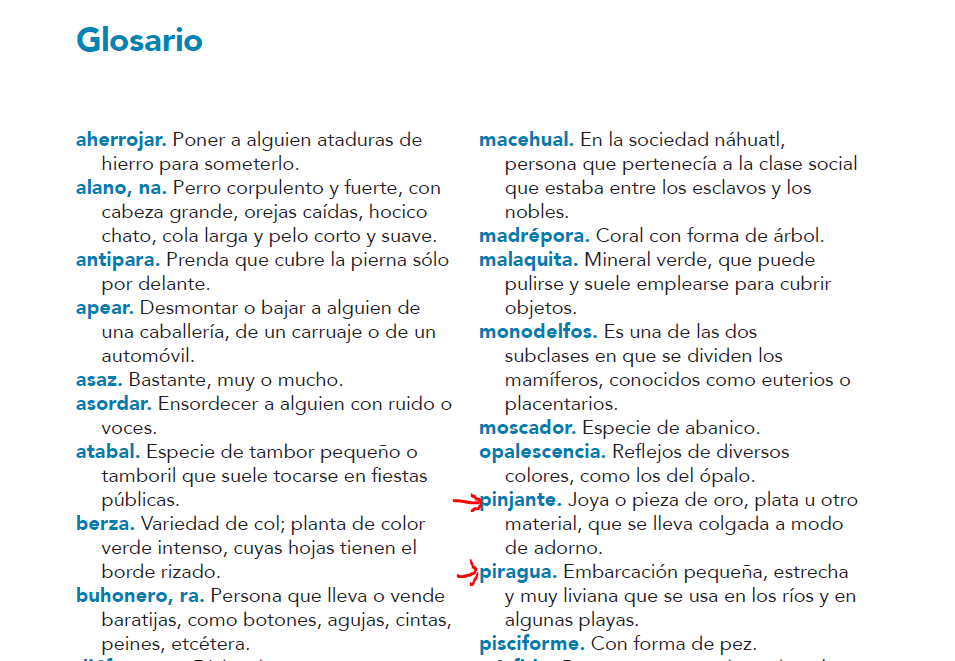 Glosario
aherrojar. Poner a alguien ataduras de
hierro para someterlo.
alano, na. Perro corpulento y fuerte, con
cabeza grande, orejas caídas, hocico
chato, cola larga y pelo corto y suave.
antipara. Prenda que cubre la pierna sólo
por delante.
apear. Desmontar o bajar a alguien de
una caballería, de un carruaje o de un
automóvil.
asaz. Bastante, muy o mucho.
asordar. Ensordecer a alguien con ruido o
voces.
atabal. Especie de tambor pequeño o
tamboril que suele tocarse en fiestas
públicas.
berza. Variedad de col; planta de color
verde intenso, cuyas hojas tienen el
borde rizado.
buhonero, ra. Persona que lleva o vende
baratijas, como botones, agujas, cintas,
peines, etcétera.
macehual. En la sociedad náhuatl,
persona que pertenecía a la clase social
que estaba entre los esclavos y los
nobles.
madrépora. Coral con forma de árbol.
malaquita. Mineral verde, que puede
pulirse y suele emplearse para cubrir
objetos.
monodelfos. Es una de las dos
subclases en que se dividen los
mamíferos, conocidos como euterios o
placentarios.
moscador. Especie de abanico.
opalescencia. Reflejos de diversos
colores, como los del ópalo.
pinjante. Joya o pieza de oro, plata u otro
material, que se lleva colgada a modo
de adorno.
piragua. Embarcación pequeña, estrecha
y muy liviana que se usa en los ríos y en
algunas playas.
pisciforme. Con forma de pez.